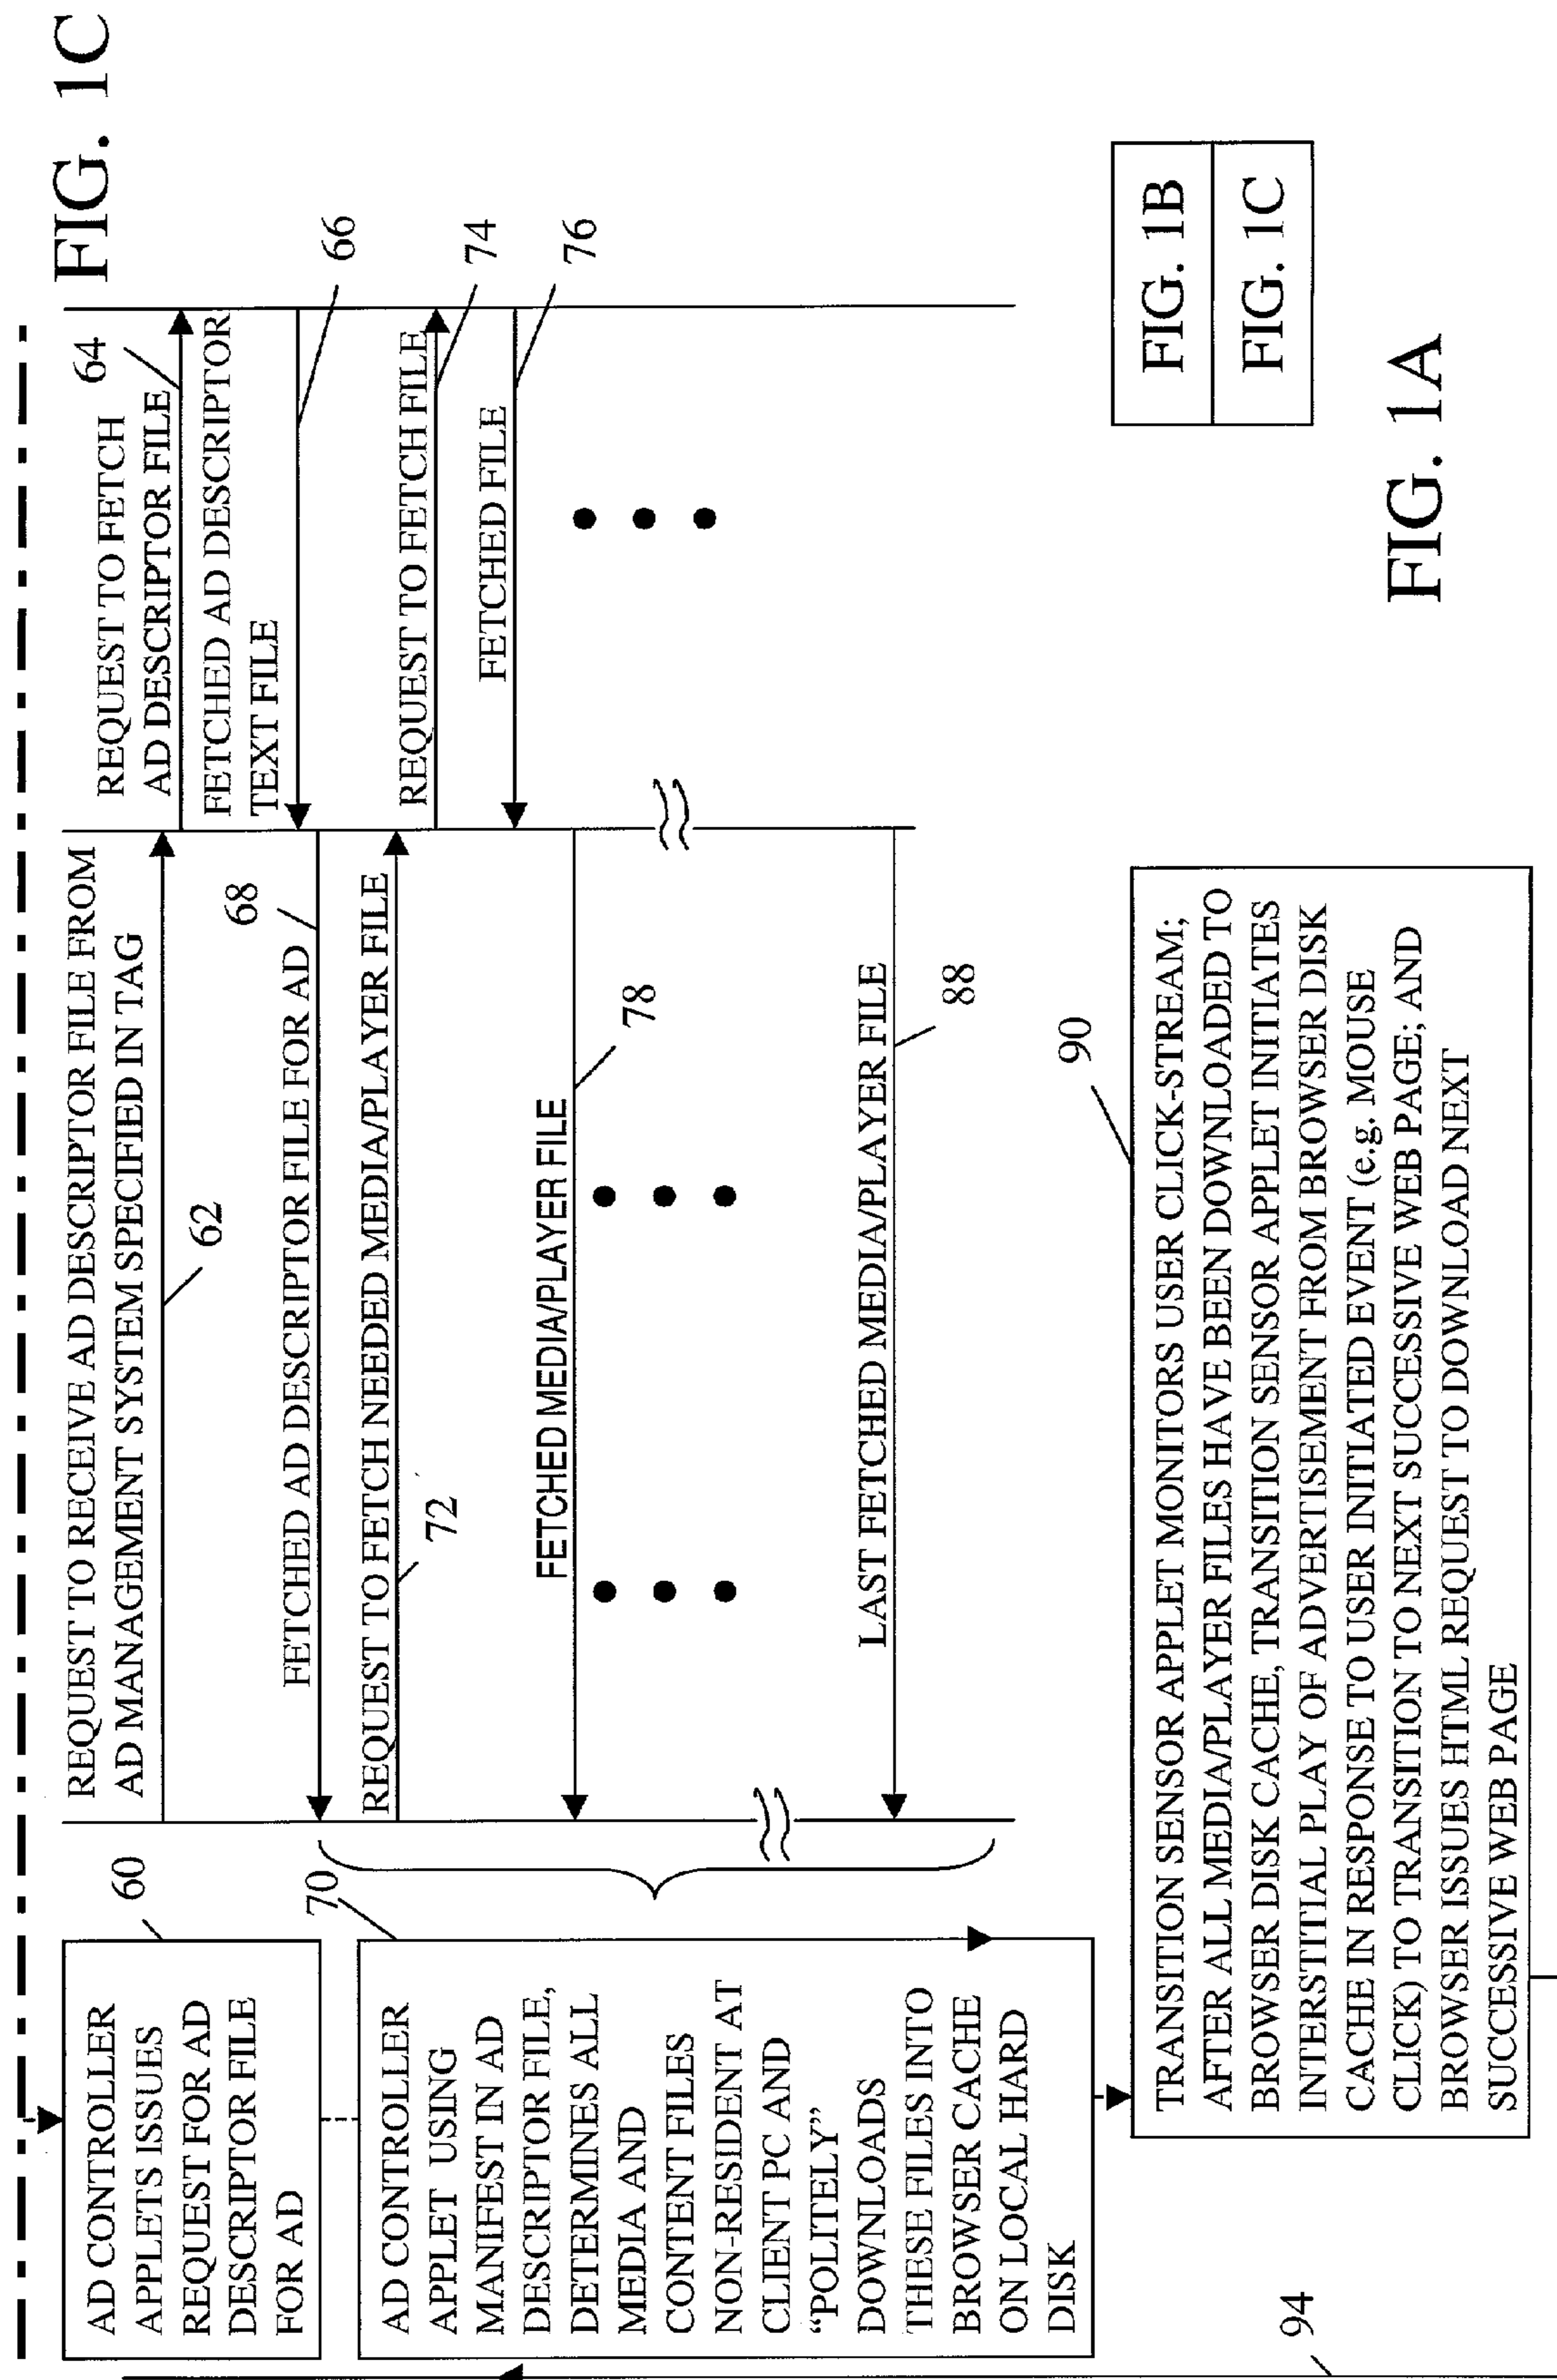 FIG. 1C
AD CONTROLLER
APPLETS ISSUES
REQUEST FOR AD
DESCRIPTOR FILE
FOR AD
60
REQUEST TO RECEIVE AD DESCRIPTOR FILE FROM
AD MANAGEMENT SYSTEM SPECIFIED IN TAG
62
REQUEST TO FETCH
AD DESCRIPTOR FILE
64
FETCHED AD DESCRIPTOR
TEXT FILE
66
FETCHED AD DESCRIPTOR FILE FOR AD
68
AD CONTROLLER
APPLET USING
MANIFEST IN AD
DESCRIPTOR FILE,
DETERMINES ALL
MEDIA AND
CONTENT FILES
NON-RESIDENT AT
CLIENT PC AND
“POLITELY”
DOWNLOADS
THESE FILES INTO
BROWSER CACHE
ON LOCAL HARD
DISK
70
REQUEST TO FETCH NEEDED MEDIA/PLAYER FILE
72
REQUEST TO FETCH FILE
74
FETCHED FILE
76
FETCHED MEDIA/PLAYER FILE
78
LAST FETCHED MEDIA/PLAYER FILE
88
90
TRANSITION SENSOR APPLET MONITORS USER CLICK-STREAM;
AFTER ALL MEDIA/PLAYER FILES HAVE BEEN DOWNLOADED TO
BROWSER DISK CACHE, TRANSITION SENSOR APPLET INITIATES
INTERSTITIAL PLAY OF ADVERTISEMENT FROM BROWSER DISK
CACHE IN RESPONSE TO USER INITIATED EVENT (e.g. MOUSE
CLICK) TO TRANSITION TO NEXT SUCCESSIVE WEB PAGE; AND
BROWSER ISSUES HTML REQUEST TO DOWNLOAD NEXT
SUCCESSIVE WEB PAGE
94
FIG. 1B
FIG. 1C
FIG. 1A